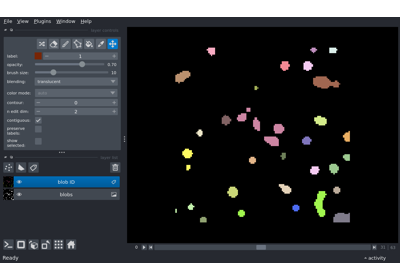 File View Plugins Window Help
label: 1
opacity: 0.70
brush size: 10
blending: translucent
color mode:
contour: 0
n edit dim: 2
contiguous:
preserve
labels:
show
selected:
blob ID
blobs
Ready
activity